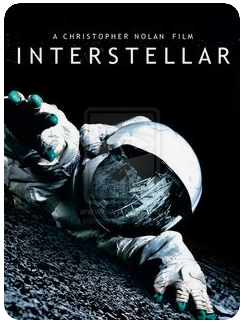 A CHRISTOPHER NOLAN FILM
INTERSTELLAR